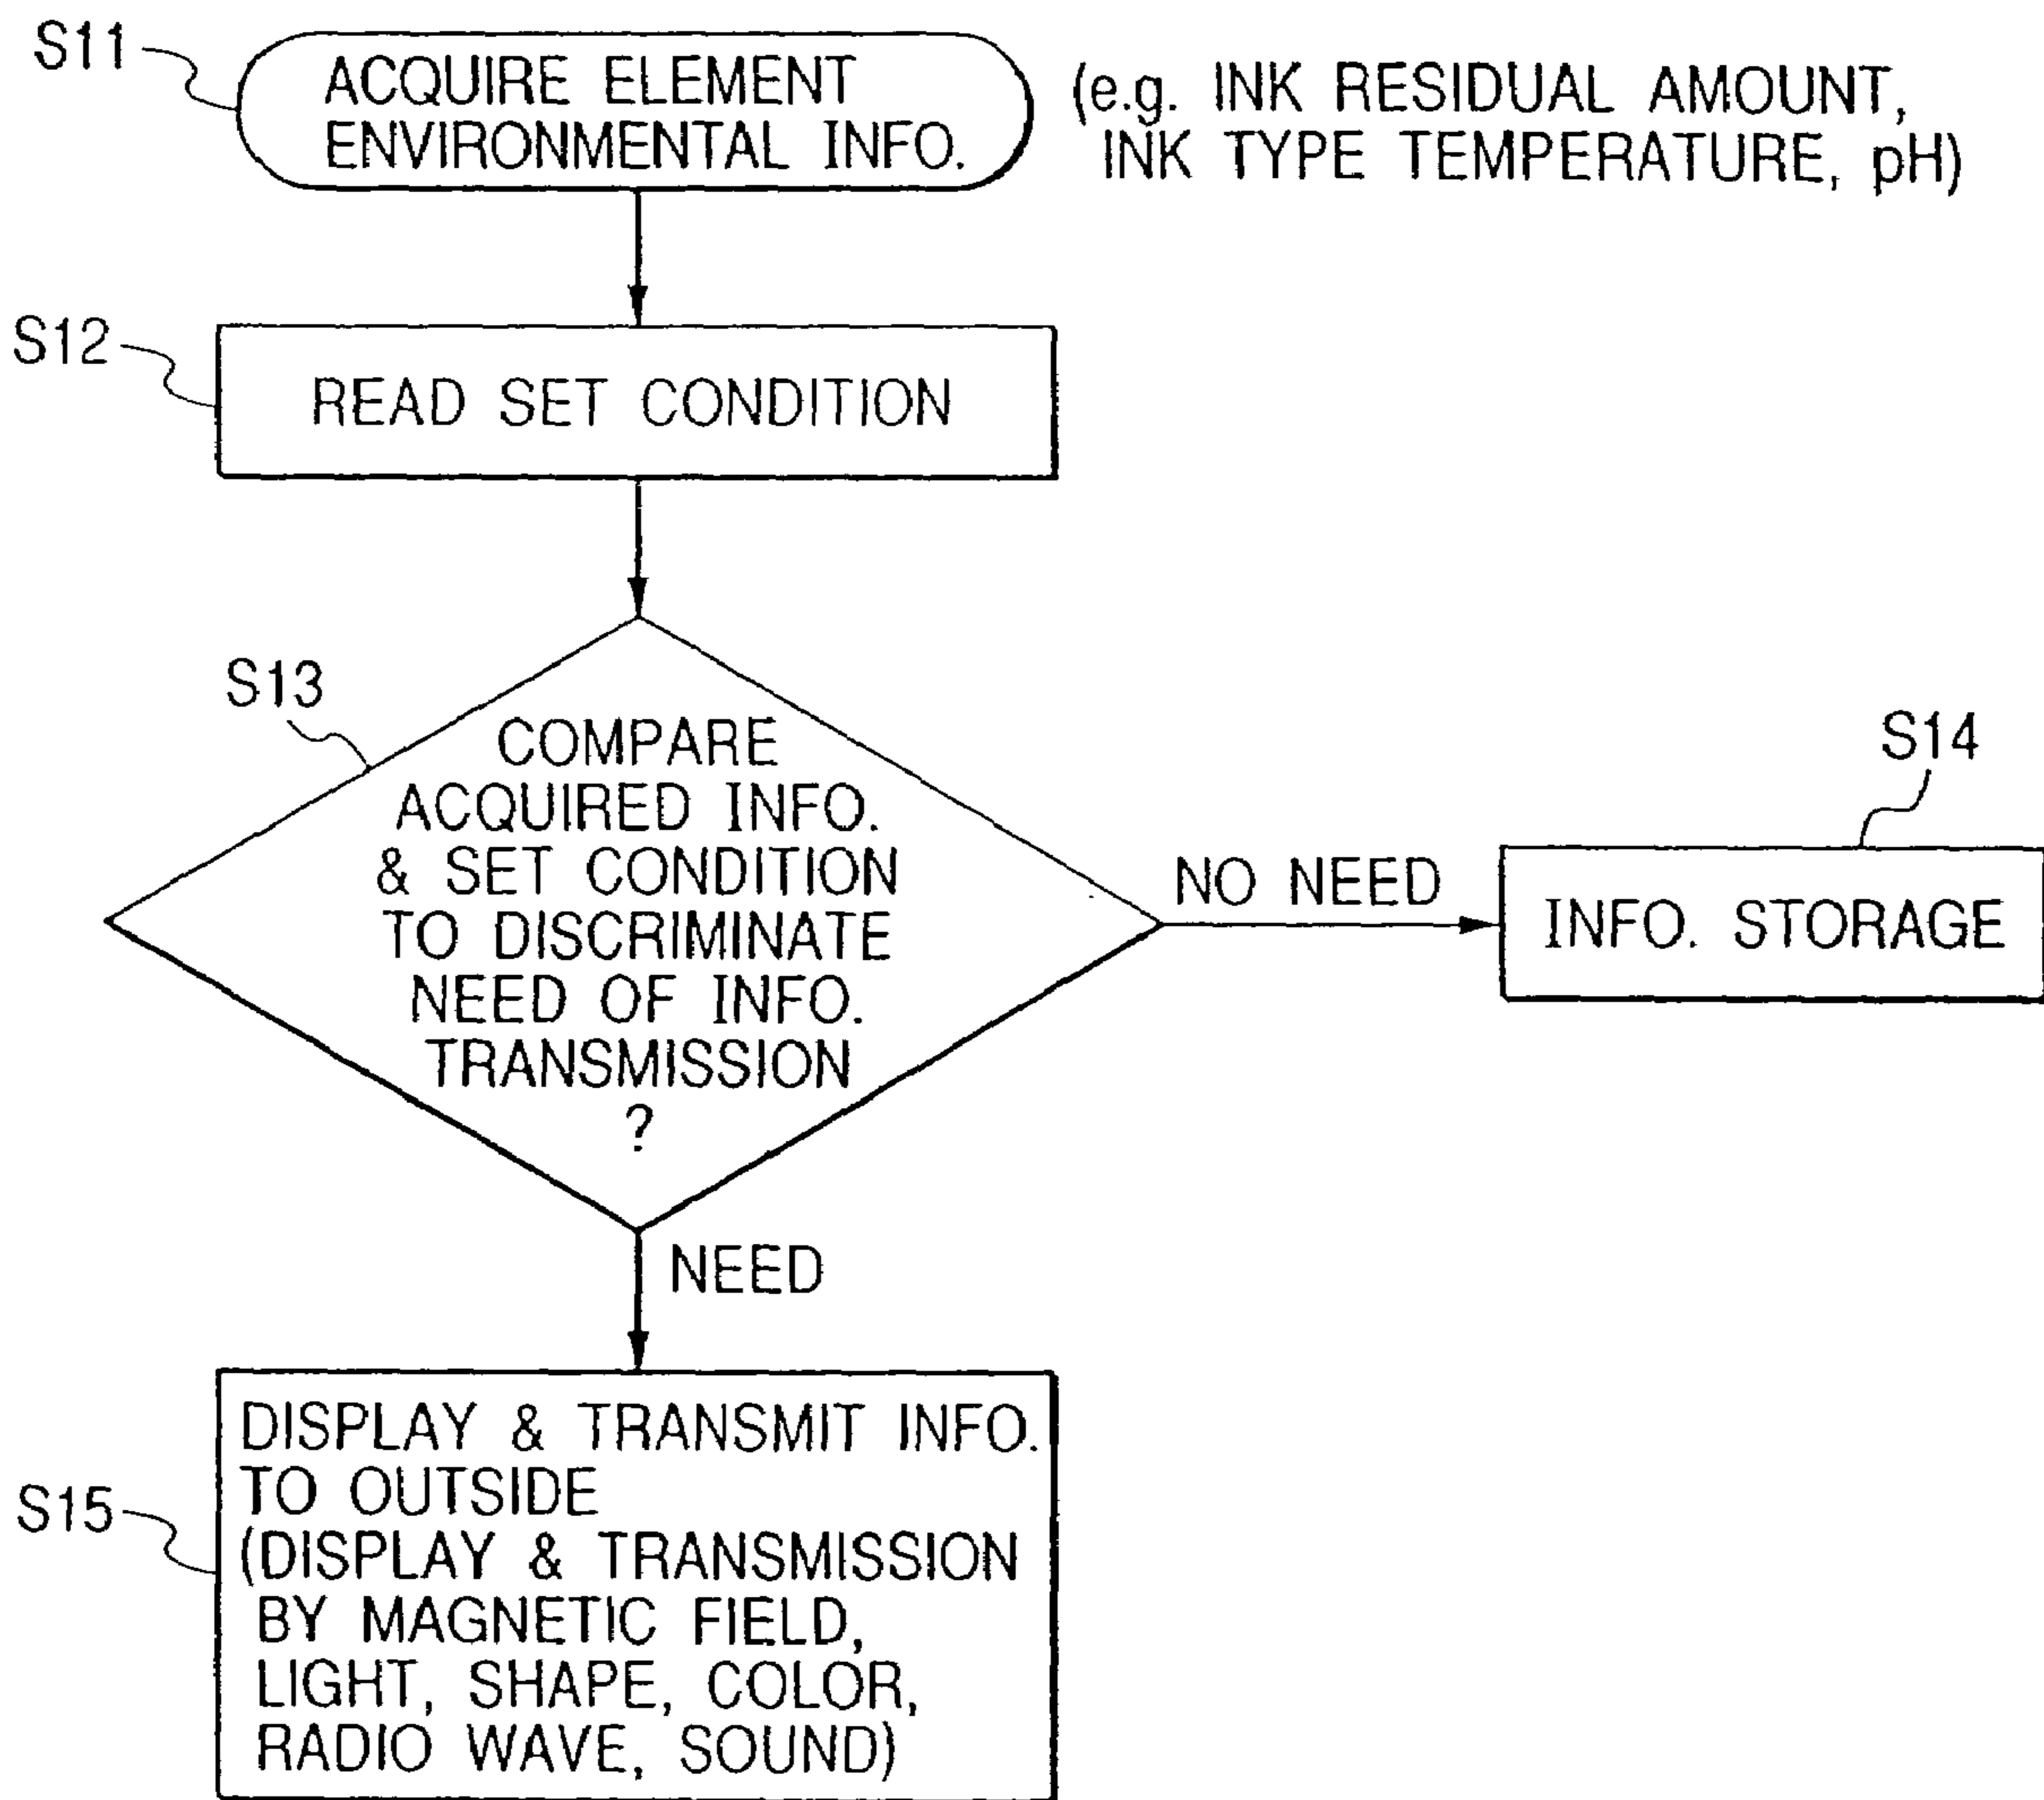 S11
ACQUIRE ELEMENT
ENVIRONMENTAL INFO.
(e.g. INK RESIDUAL AMOUNT,
INK TYPE TEMPERATURE, pH)
S12
READ SET CONDITION
S13
COMPARE
ACQUIRED INFO.
& SET CONDITION
TO DISCRIMINATE
NEED OF INFO.
TRANSMISSION
?
NO NEED
S14
INFO. STORAGE
NEED
S15
DISPLAY & TRANSMIT INFO.
TO OUTSIDE
(DISPLAY & TRANSMISSION
BY MAGNETIC FIELD,
LIGHT, SHAPE, COLOR,
RADIO WAVE, SOUND)